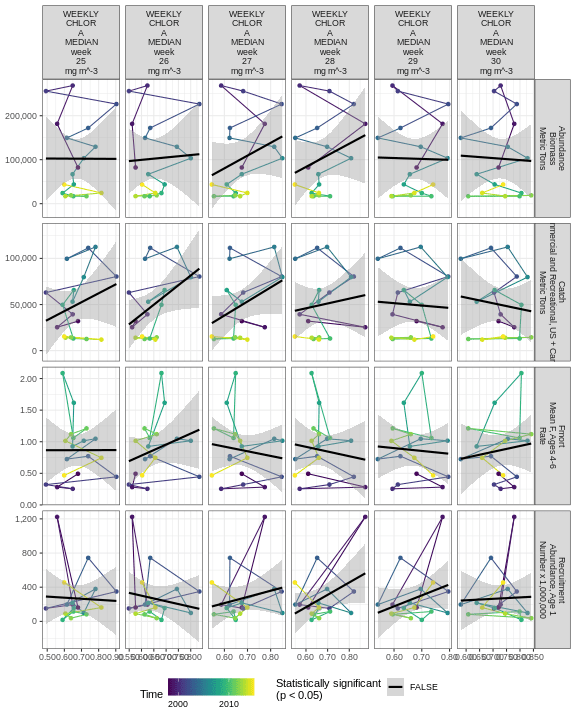 WEEKLY
CHLOR
A
MEDIAN
week
25
mg m^-3
WEEKLY
CHLOR
A
MEDIAN
week
26
mg m^-3
WEEKLY
CHLOR
A
MEDIAN
week
27
mg m^-3
WEEKLY
CHLOR
A
MEDIAN
week
28
mg m^-3
WEEKLY
CHLOR
A
MEDIAN
week
29
mg m^-3
WEEKLY
CHLOR
A
MEDIAN
week
30
mg m^-3
200,000
100,000
0
Abundance
Biomass
Metric Tons
100,000
50,000
0
Catch
and Recreational, US +
Metric Tons
2.00
1.50
1.00
0.50
0.00
Fmort
Mean F, Ages 4-6
Rate
1,200
800
400
0
Recruitment
Abundance, Age 1
Number x 1,000,000
0.60 0.70 0.80
0.60 0.70 0.80
0.60 0.70
Time
2000 2010
Statistically significant
(p < 0.05)
FALSE